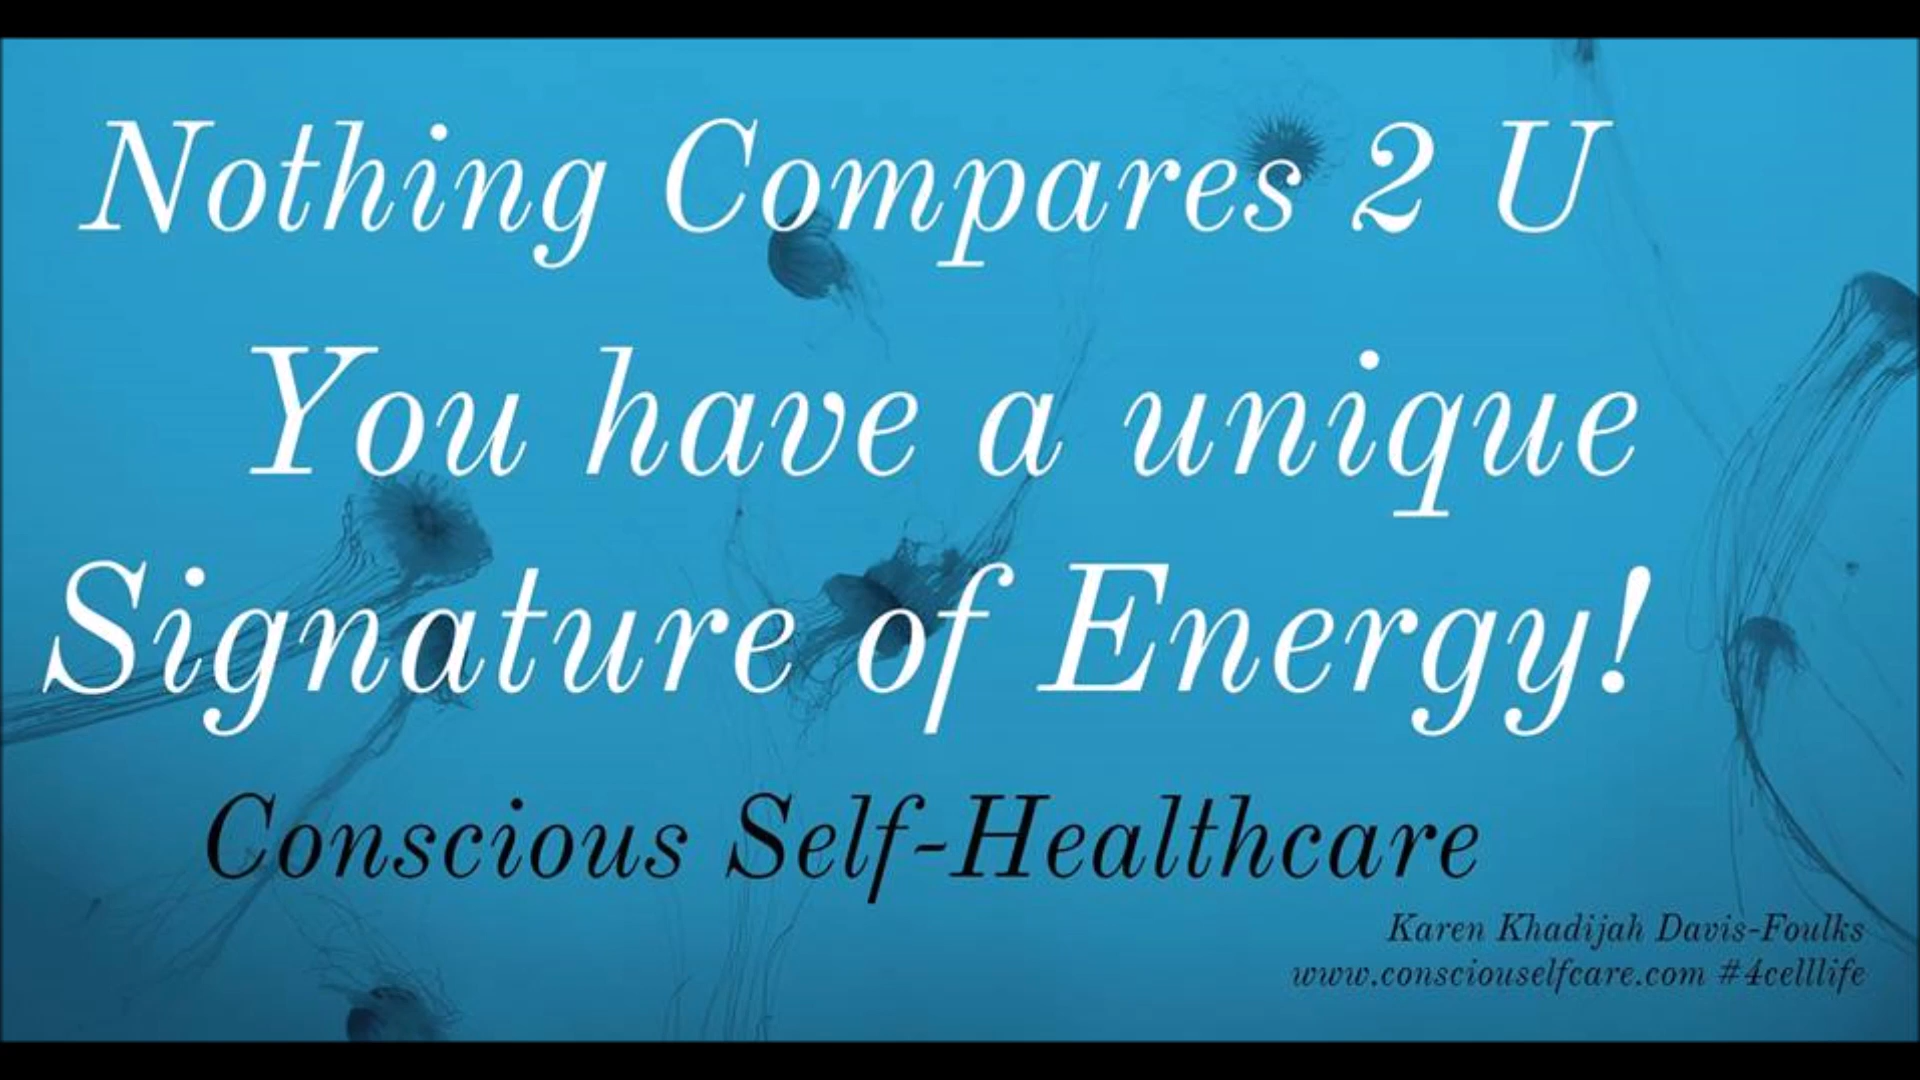 Nothing Compares 2 U
You have a unique
Signature of Energy!
Conscious Self-Healthcare
Karen Khadijah Davis-Foulks
www.consciouselfcare.com #4celllife